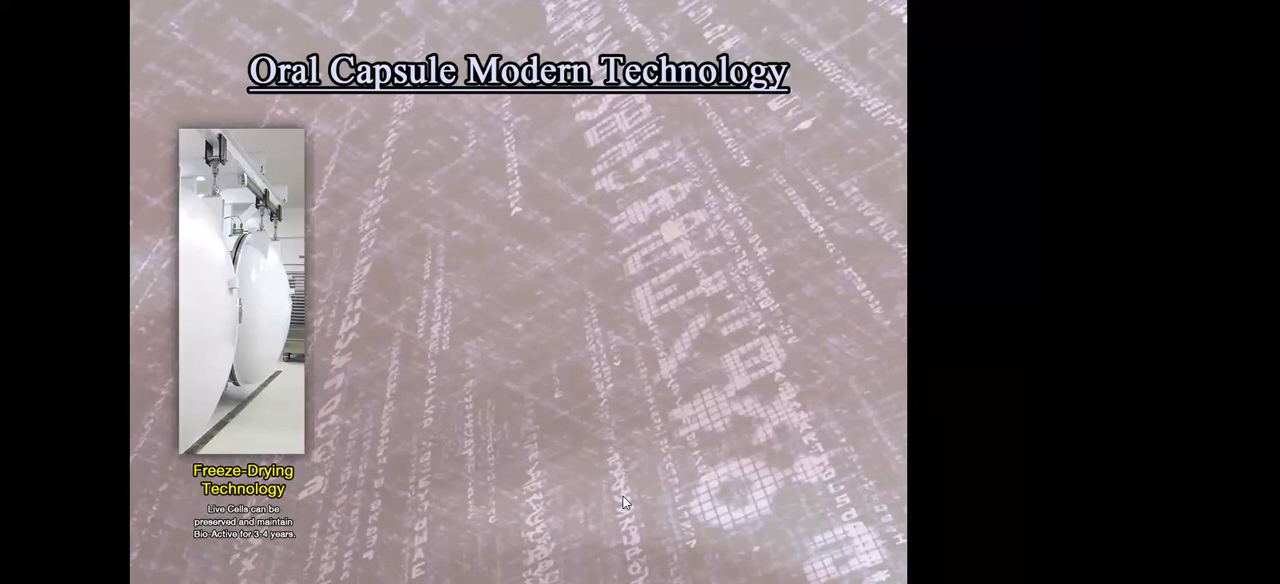 Oral Capsule Modern Technology
Freeze-Drying
Technology
Live Cells can be
preserved and maintain
Bio-Active for 3-4 years.